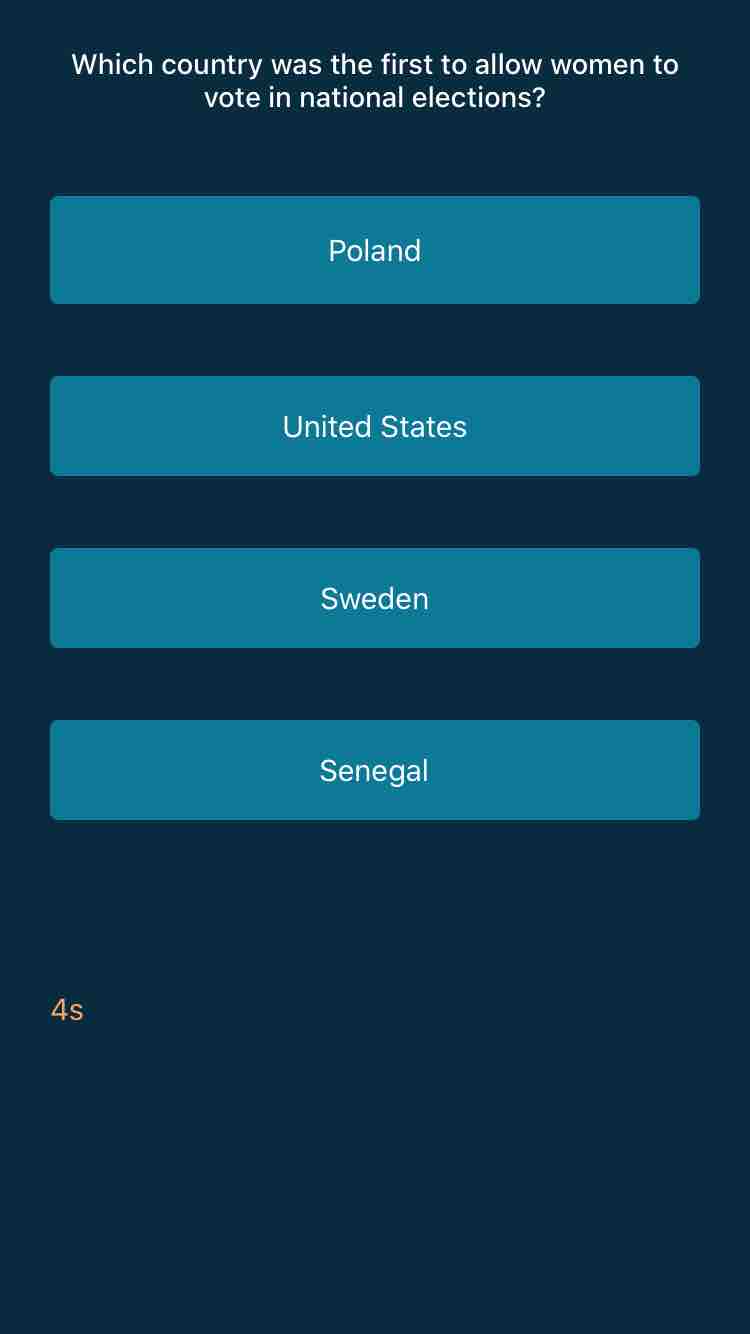 Which country was the first to allow women to
vote in national elections?
Poland
United States
Sweden
Senegal
4s